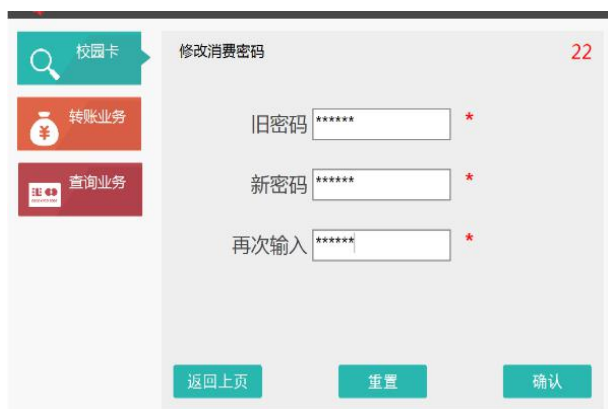 校园卡
修改消费密码
22
转账业务
旧密码 ****** *
查询业务
新密码 ****** *
再次输入 ****** *
返回上页
重置
确认